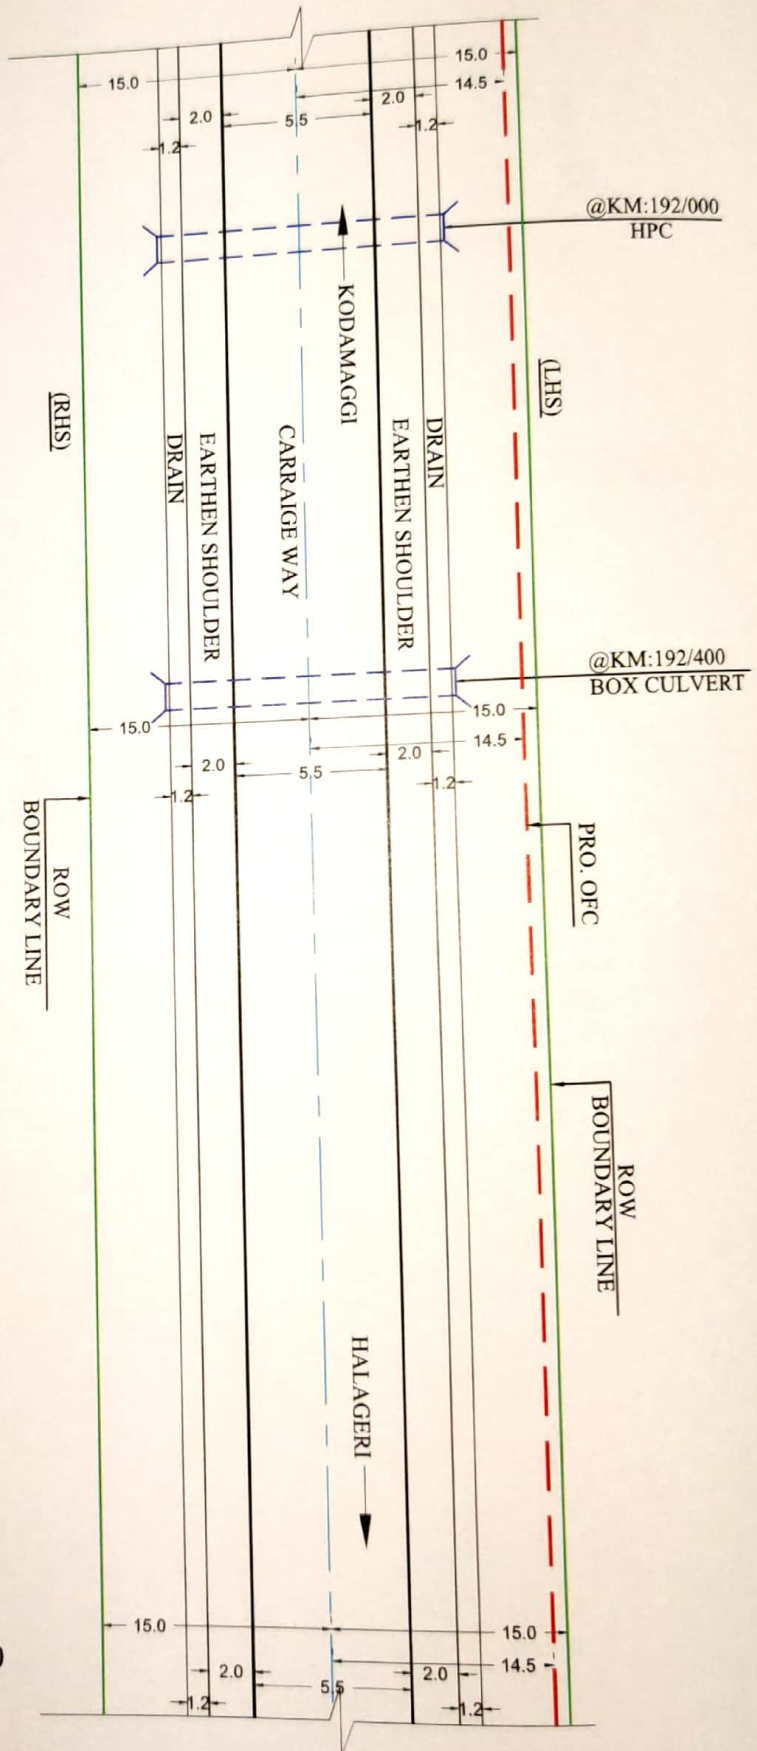 15.0
15.0
14.5
2.0
2.0
5.5
1.2
1.2
@KM:192/000
HPC
KODAMAGGI
(LHS)
(RHS)
DRAIN
EARTHEN SHOULDER
CARRAIGE WAY
EARTHEN SHOULDER
DRAIN
@KM:192/400
BOX CULVERT
15.0
15.0
14.5
2.0
2.0
5.5
1.2
1.2
PRO. OFC
ROW
BOUNDARY LINE
ROW
BOUNDARY LINE
HALAGERI
15.0
15.0
14.5
2.0
2.0
5.5
1.2
1.2